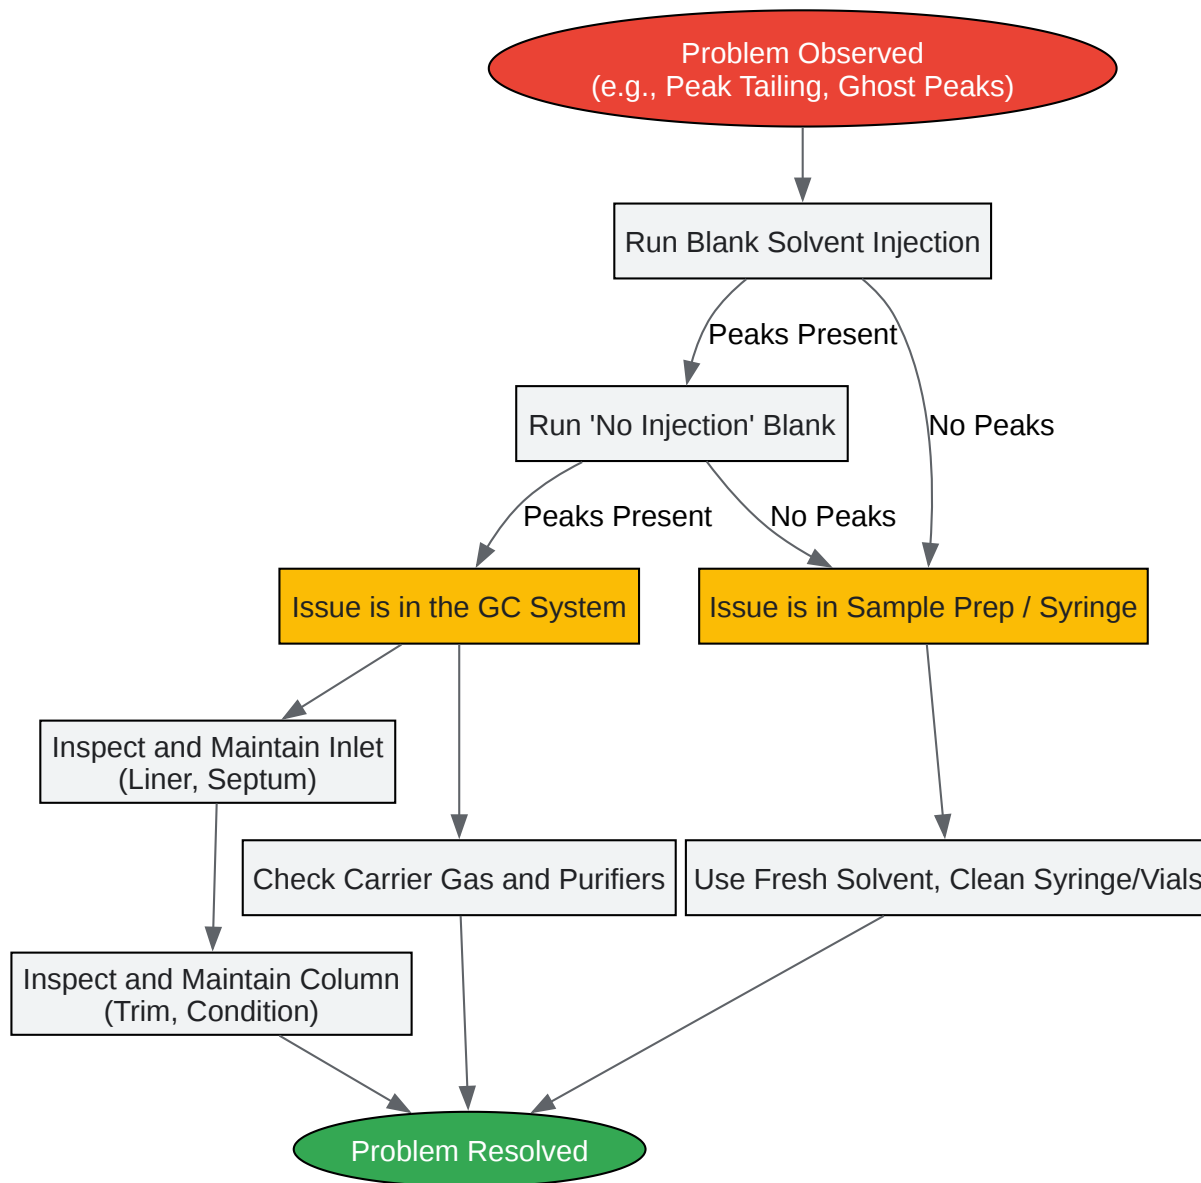 Problem Observed
(e.g., Peak Tailing, Ghost Peaks)
Run Blank Solvent Injection
Peaks Present
Run 'No Injection' Blank
No Peaks
Peaks Present
No Peaks
Issue is in the GC System
Issue is in Sample Prep / Syringe
Inspect and Maintain Inlet
(Liner, Septum)
Check Carrier Gas and Purifiers
Use Fresh Solvent, Clean Syringe/Vials
Inspect and Maintain Column
(Trim, Condition)
Problem Resolved